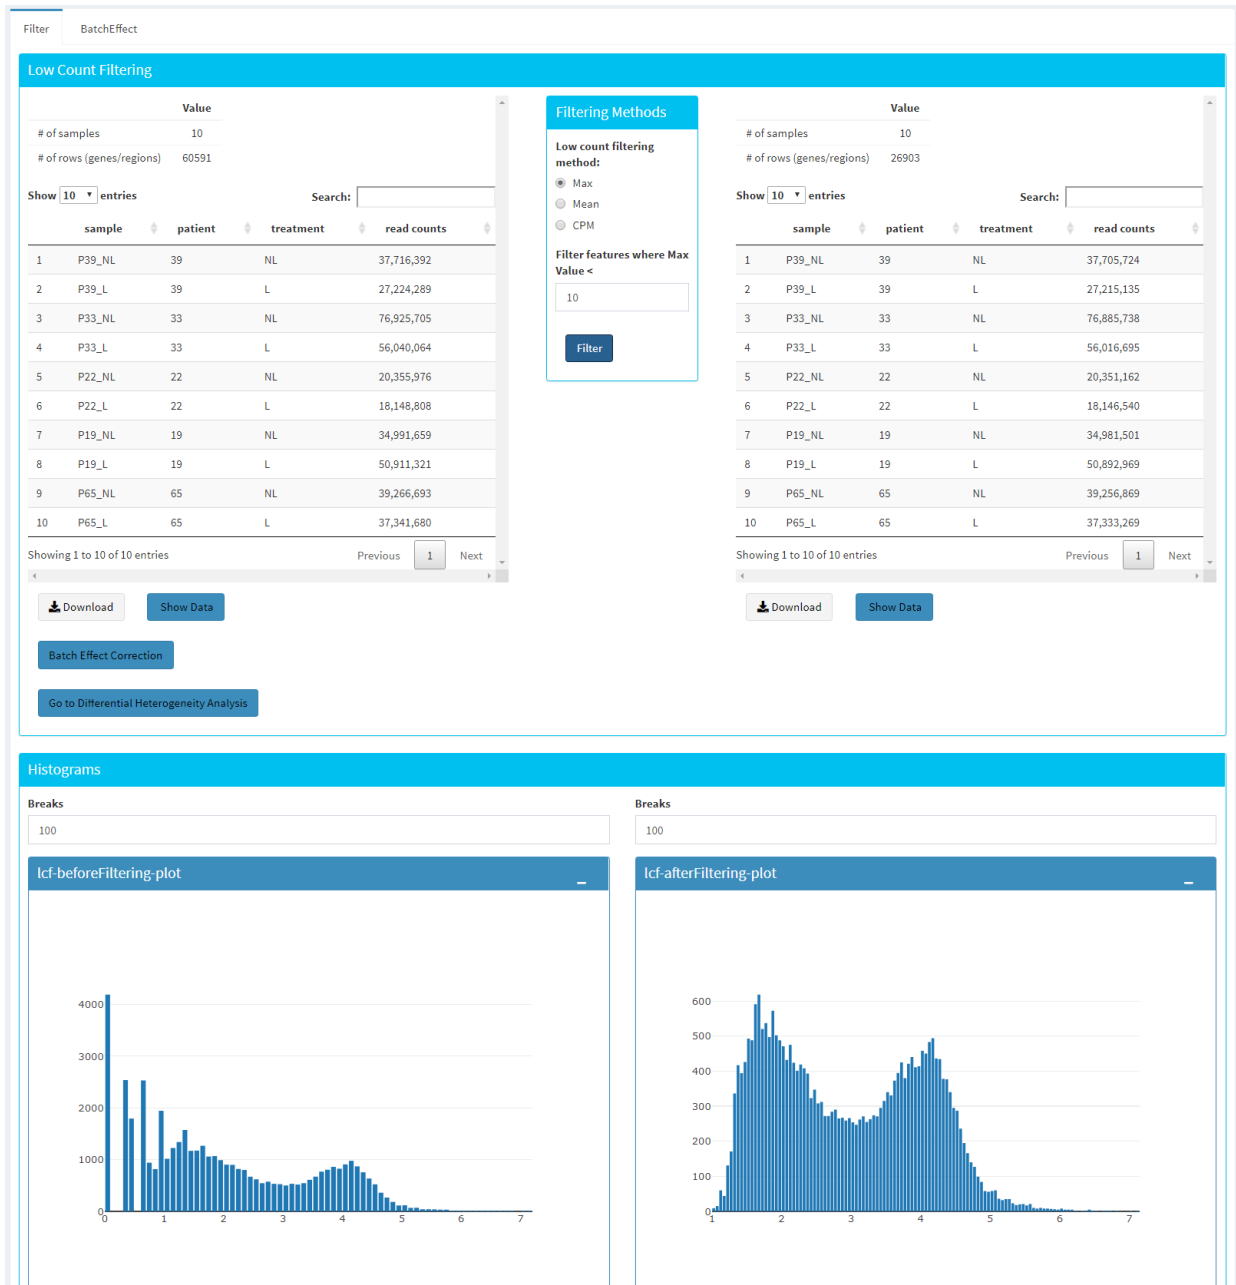 Filter BatchEffect
Low Count Filtering
Value
# of samples 10
# of rows (genes/regions) 60591
Show 10 entries Search:
sample patient treatment read counts
1 P39_NL 39 NL 37,716,392
2 P39_L 39 L 27,224,289
3 P33_NL 33 NL 76,925,705
4 P33_L 33 L 56,040,064
5 P22_NL 22 NL 20,355,976
6 P22_L 22 L 18,148,808
7 P19_NL 19 NL 34,991,659
8 P19_L 19 L 50,911,321
9 P65_NL 65 NL 39,266,693
10 P65_L 65 L 37,341,680
Showing 1 to 10 of 10 entries Previous 1 Next
Download Show Data
Batch Effect Correction
Go to Differential Heterogeneity Analysis
Filtering Methods
Low count filtering
method:
Max
Mean
CPM
Filter features where Max
Value <
10
Filter
Value
# of samples 10
# of rows (genes/regions) 26903
Show 10 entries Search:
sample patient treatment read counts
1 P39_NL 39 NL 37,705,724
2 P39_L 39 L 27,215,135
3 P33_NL 33 NL 76,885,738
4 P33_L 33 L 56,016,695
5 P22_NL 22 NL 20,351,162
6 P22_L 22 L 18,146,540
7 P19_NL 19 NL 34,981,501
8 P19_L 19 L 50,892,969
9 P65_NL 65 NL 39,256,869
10 P65_L 65 L 37,333,269
Showing 1 to 10 of 10 entries Previous 1 Next
Download Show Data
Histograms
Breaks
100
lcf-beforeFiltering-plot
4000
3000
2000
1000
0
0 1 2 3 4 5 6 7
Breaks
100
lcf-afterFiltering-plot
600
500
400
300
200
100
0
1 2 3 4 5 6 7